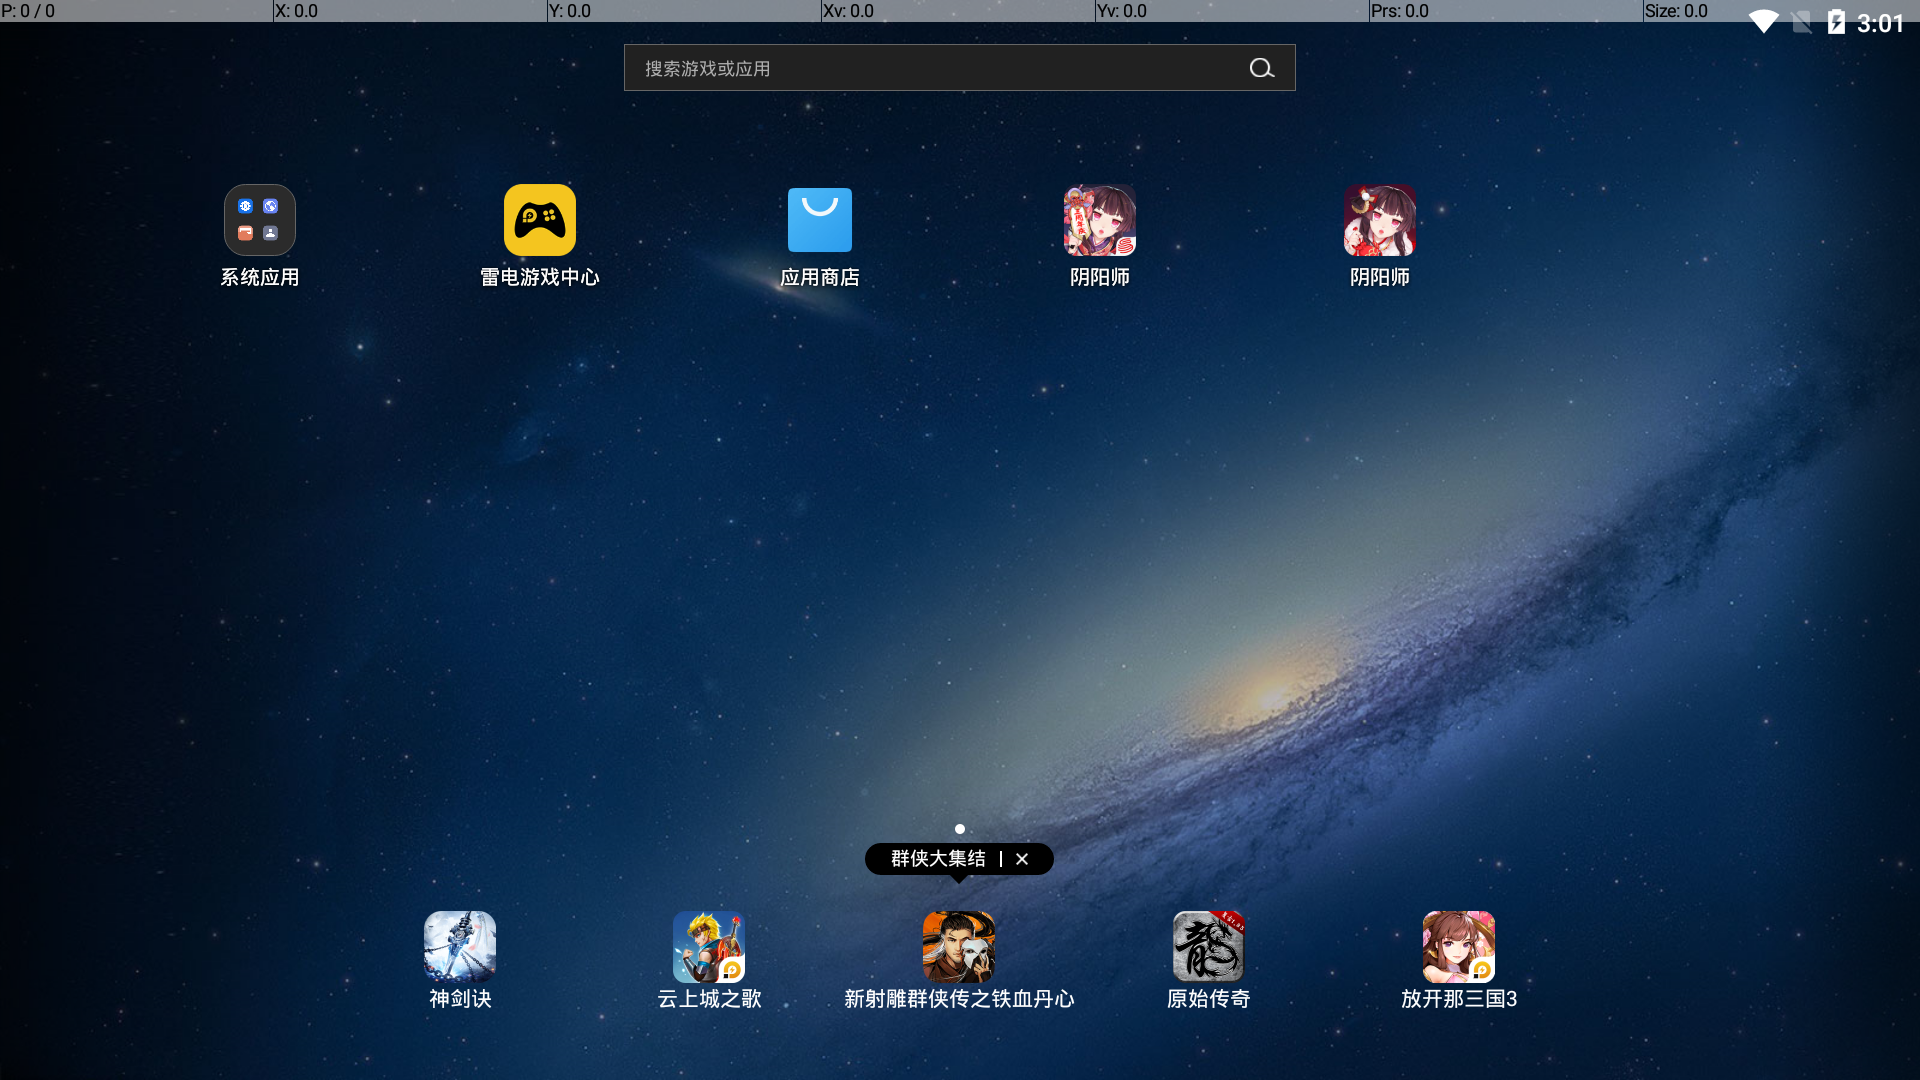 P: 0 / 0
X: 0.0
Y: 0.0
Xv: 0.0
Yv: 0.0
Prs: 0.0
Size: 0.0
3:01
搜索游戏或应用
系统应用
雷电游戏中心
应用商店
阴阳师
阴阳师
群侠大集结
神剑诀
云上城之歌
新射雕群侠传之铁血丹心
原始传奇
放开那三国3